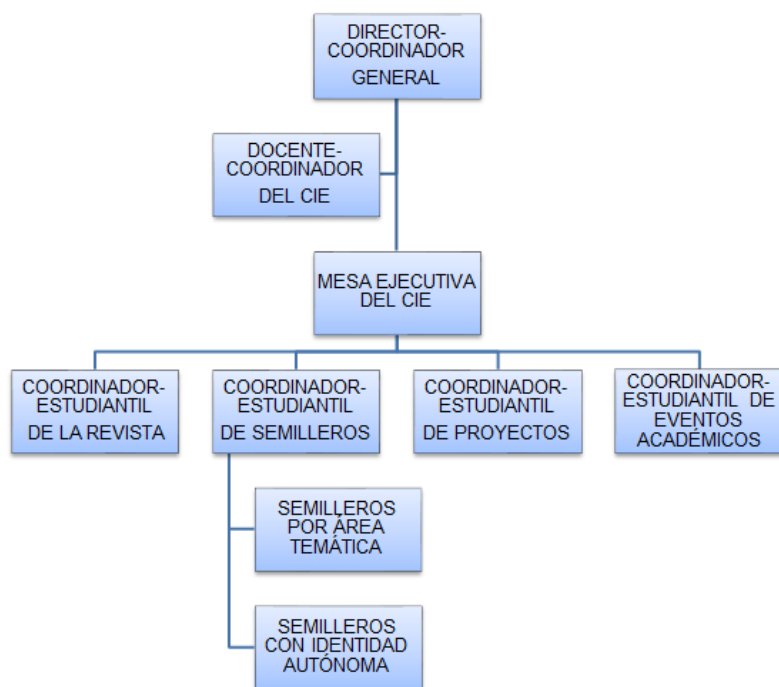 DIRECTOR-
COORDINADOR
GENERAL
DOCENTE-
COORDINADOR
DEL CIE
MESA EJECUTIVA
DEL CIE
COORDINADOR-
ESTUDIANTIL
DE LA REVISTA
COORDINADOR-
ESTUDIANTIL
DE SEMILLEROS
COORDINADOR-
ESTUDIANTIL
DE PROYECTOS
COORDINADOR-
ESTUDIANTIL DE
EVENTOS
ACADÉMICOS
SEMILLEROS
POR ÁREA
TEMÁTICA
SEMILLEROS
CON IDENTIDAD
AUTÓNOMA